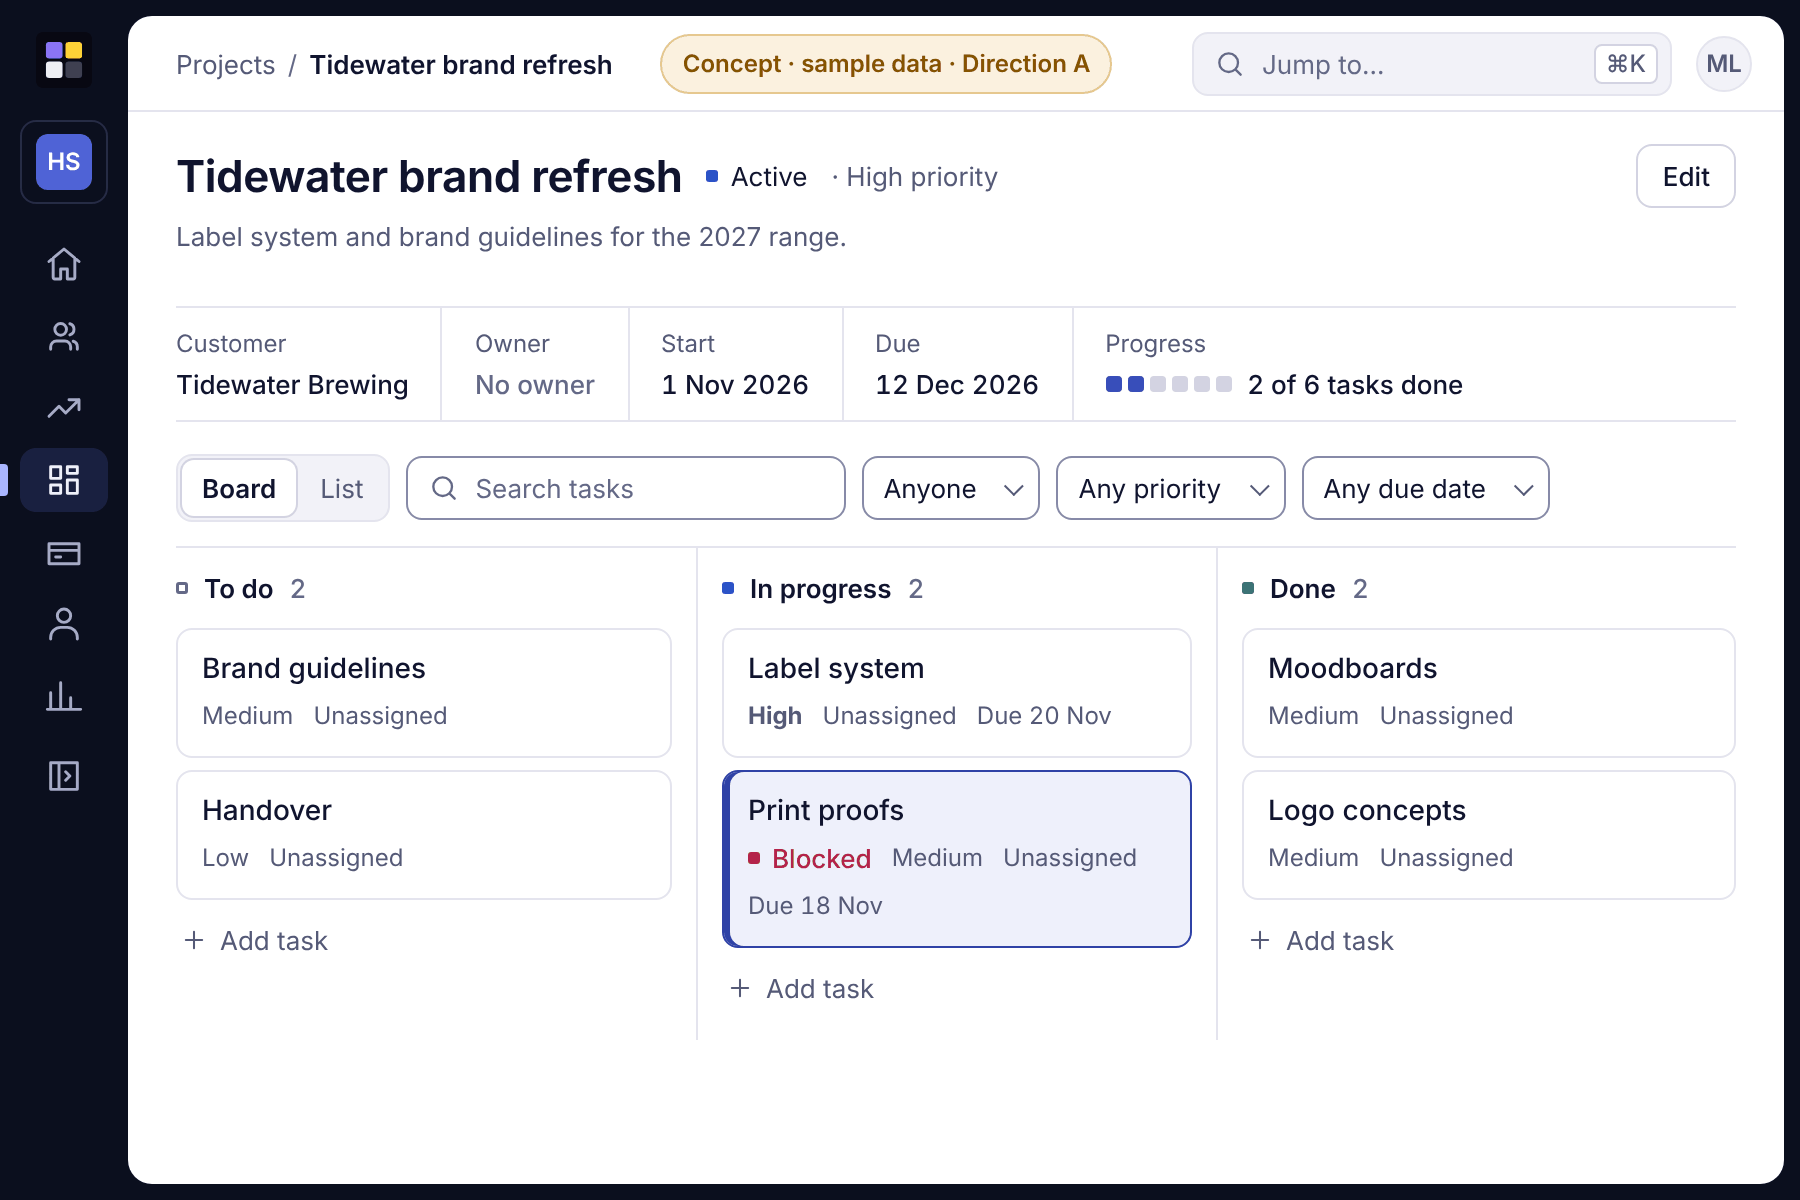 Projects / Tidewater brand refresh
Concept · sample data · Direction A
Jump to...
⌘K
ML
HS
Tidewater brand refresh
Active · High priority
Edit
Label system and brand guidelines for the 2027 range.
Customer
Tidewater Brewing
Owner
No owner
Start
1 Nov 2026
Due
12 Dec 2026
Progress
2 of 6 tasks done
Board
List
Search tasks
Anyone
Any priority
Any due date
To do 2
Brand guidelines
Medium Unassigned
Handover
Low Unassigned
Add task
In progress 2
Label system
High Unassigned Due 20 Nov
Print proofs
Blocked Medium Unassigned
Due 18 Nov
Add task
Done 2
Moodboards
Medium Unassigned
Logo concepts
Medium Unassigned
Add task